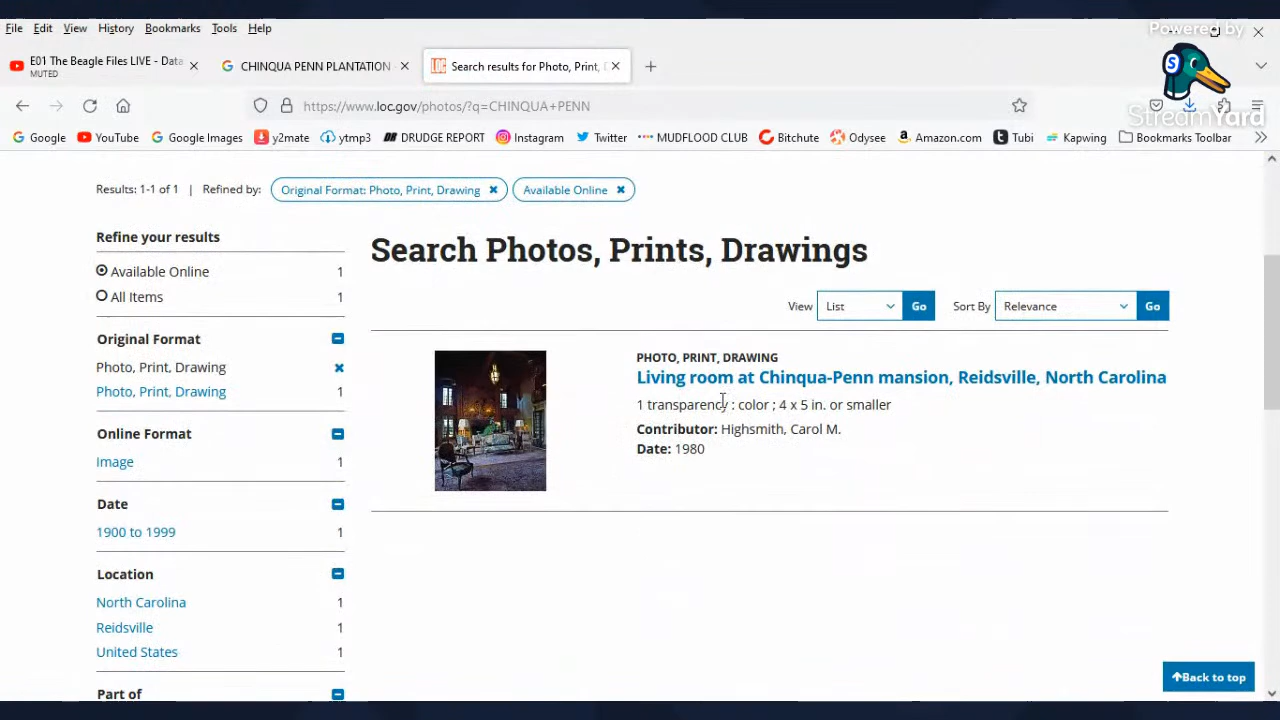 Powered by
StreamYard
File Edit View History Bookmarks Tools Help
E01 The Beagle Files LIVE - Data
MUTED
CHINQUA PENN PLANTATION
Search results for Photo, Print,
https://www.loc.gov/photos/?q=CHINQUA+PENN
Google YouTube Google Images y2mate ytmp3 DRUDGE REPORT Instagram Twitter MUDFLOOD CLUB Bitchute Odysee Amazon.com Tubi Kapwing Bookmarks Toolbar
Results: 1-1 of 1 | Refined by: Original Format: Photo, Print, Drawing Available Online
Refine your results
Available Online 1
All Items 1
Original Format
Photo, Print, Drawing
Photo, Print, Drawing 1
Online Format
Image 1
Date
1900 to 1999 1
Location
North Carolina 1
Reidsville 1
United States 1
Part of
Search Photos, Prints, Drawings
View List Go Sort By Relevance Go
PHOTO, PRINT, DRAWING
Living room at Chinqua-Penn mansion, Reidsville, North Carolina
1 transparency : color ; 4 x 5 in. or smaller
Contributor: Highsmith, Carol M.
Date: 1980
Back to top